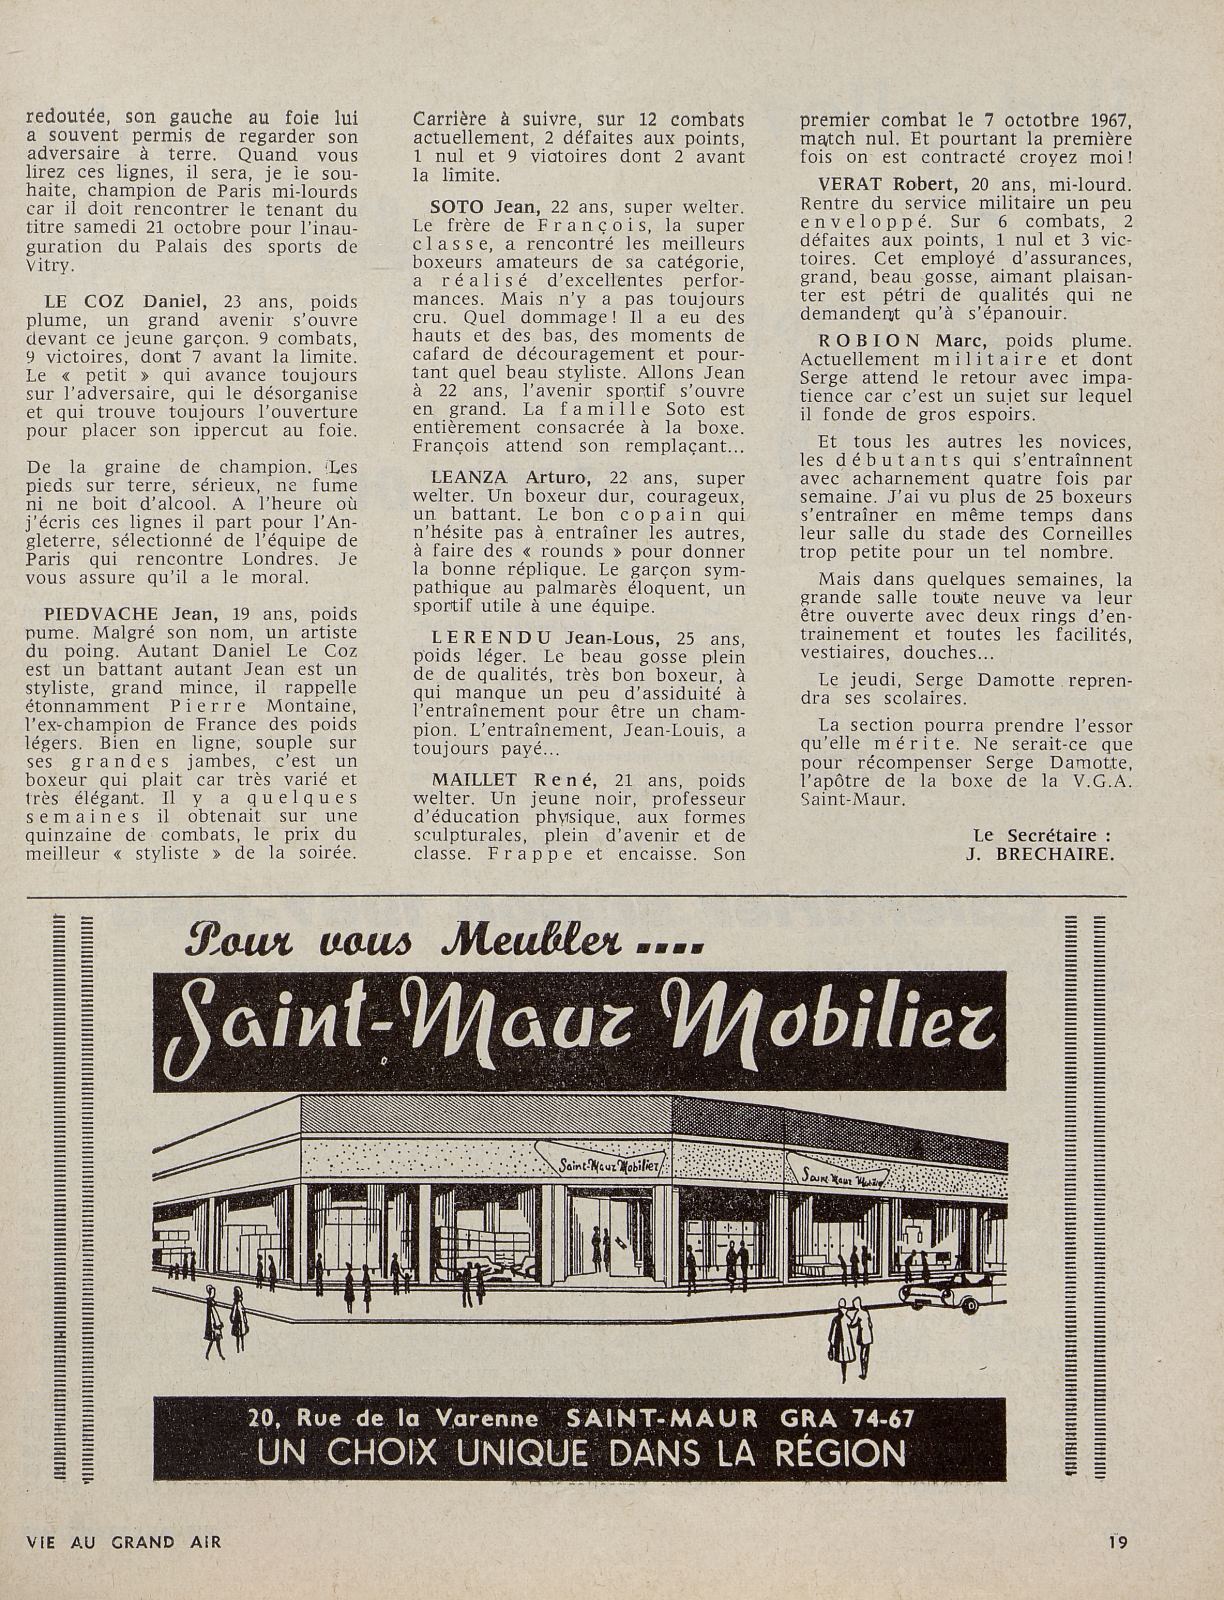 redoutée, son gauche au foie lui
a souvent permis de regarder son
adversaire à terre. Quand vous
lirez ces lignes, il sera, je ie sou-
haite, champion de Paris mi-lourds
car il doit rencontrer le tenant du
titre samedi 21 octobre pour l'inau-
guration du Palais des sports de
Vitry.
LE COZ Daniel, 23 ans, poids
plume, un grand avenir s'ouvre
devant ce jeune garçon. 9 combats,
9 victoires, dont 7 avant la limite.
Le « petit » qui avance toujours
sur l'adversaire, qui le désorganise
et qui trouve toujours l'ouverture
pour placer son ippercut au foie.
De la graine de champion. Les
pieds sur terre, sérieux, ne fume
ni ne boit d'alcool. A l'heure où
j'écris ces lignes il part pour l'An-
gleterre, sélectionné de l'équipe de
Paris qui rencontre Londres. Je
vous assure qu'il a le moral.
PIEDVACHE Jean, 19 ans, poids
pume. Malgré son nom, un artiste
du poing. Autant Daniel Le Coz
est un battant autant Jean est un
styliste, grand mince, il rappelle
étonnamment Pierre Montaine,
l'ex-champion de France des poids
légers. Bien en ligne, souple sur
ses grandes jambes, c'est un
boxeur qui plait car très varié et
très élégant. Il y a quelques
semaines il obtenait sur une
quinzaine de combats, le prix du
meilleur « styliste » de la soirée.
Carrière à suivre, sur 12 combats
actuellement, 2 défaites aux points,
1 nul et 9 viatoires dont 2 avant
la limite.
SOTO Jean, 22 ans, super welter.
Le frère de François, la super
classe, a rencontré les meilleurs
boxeurs amateurs de sa catégorie,
a réalisé d'excellentes perfor-
mances. Mais n'y a pas toujours
cru. Quel dommage! Il a eu des
hauts et des bas, des moments de
cafard de découragement et pour-
tant quel beau styliste. Allons Jean
à 22 ans, l'avenir sportif s'ouvre
en grand. La famille Soto est
entièrement consacrée à la boxe.
François attend son remplaçant...
LEANZA Arturo, 22 ans, super
welter. Un boxeur dur, courageux,
un battant. Le bon copain qui
n'hésite pas à entraîner les autres,
à faire des « rounds » pour donner
la bonne réplique. Le garçon sym-
pathique au palmarès éloquent, un
sportif utile à une équipe.
LERENDU Jean-Lous, 25 ans,
poids léger. Le beau gosse plein
de de qualités, très bon boxeur, à
qui manque un peu d'assiduité à
l'entraînement pour être un cham-
pion. L'entraînement, Jean-Louis, a
toujours payé...
MAILLET René, 21 ans, poids
welter. Un jeune noir, professeur
d'éducation physique, aux formes
sculpturales, plein d'avenir et de
classe. Frappe et encaisse. Son
premier combat le 7 octotbre 1967,
match nul. Et pourtant la première
fois on est contracté croyez moi!
VERAT Robert, 20 ans, mi-lourd.
Rentre du service militaire un peu
enveloppé. Sur 6 combats, 2
défaites aux points, 1 nul et 3 vic-
toires. Cet employé d'assurances,
grand, beau gosse, aimant plaisan-
ter est pétri de qualités qui ne
demandent qu'à s'épanouir.
ROBION Marc, poids plume.
Actuellement militaire et dont
Serge attend le retour avec impa-
tience car c'est un sujet sur lequel
il fonde de gros espoirs.
Et tous les autres les novices,
les débutants qui s'entraînnent
avec acharnement quatre fois par
semaine. J'ai vu plus de 25 boxeurs
s'entraîner en même temps dans
leur salle du stade des Corneilles
trop petite pour un tel nombre.
Mais dans quelques semaines, la
grande salle toute neuve va leur
être ouverte avec deux rings d'en-
trainement et toutes les facilités,
vestiaires, douches...
Le jeudi, Serge Damotte repren-
dra ses scolaires.
La section pourra prendre l'essor
qu'elle mérite. Ne serait-ce que
pour récompenser Serge Damotte,
l'apôtre de la boxe de la V.G.A.
Saint-Maur.
Le Secrétaire :
J. BRECHAIRE.
Pour vous Meubler ....
Saint-Maur Mobilier
Saint-Maur Mobilier
Saint Maur Mobilier
20, Rue de la Varenne SAINT-MAUR GRA 74-67
UN CHOIX UNIQUE DANS LA RÉGION
VIE AU GRAND AIR
19